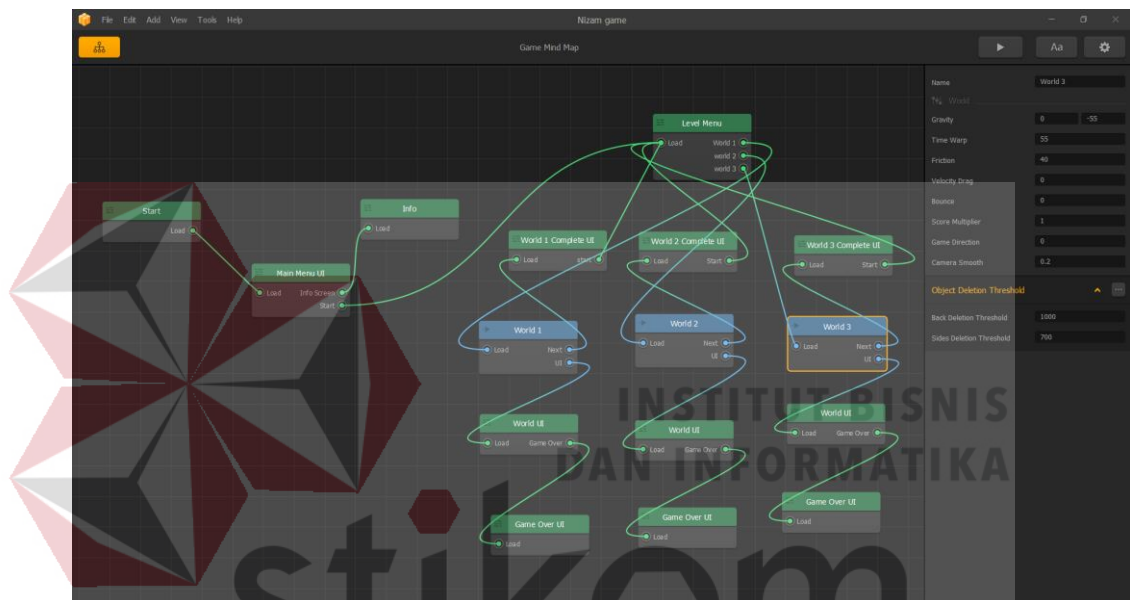 File Edit Add View Tools Help
Nizam game
Game Mind Map
Aa
Level Menu
Load World 1
world 2
world 3
Start
Load
Info
Load
Main Menu UI
Load Info Screen
Start
World 1 Complete UI
Load start
World 2 Complete UI
Load Start
World 3 Complete UI
Load Start
World 1
Load Next
UI
World 2
Load Next
UI
World 3
Load Next
UI
World UI
Load Game Over
World UI
Load Game Over
World UI
Load Game Over
Game Over UI
Load
Game Over UI
Load
Game Over UI
Load
Name World 3
World
Gravity 0 -55
Time Warp 55
Friction 40
Velocity Drag 0
Bounce 0
Score Multiplier 1
Game Direction 0
Camera Smooth 0.2
Object Deletion Threshold
Back Deletion Threshold 1000
Sides Deletion Threshold 700
INSTITUT BISNIS
DAN INFORMATIKA
stikom